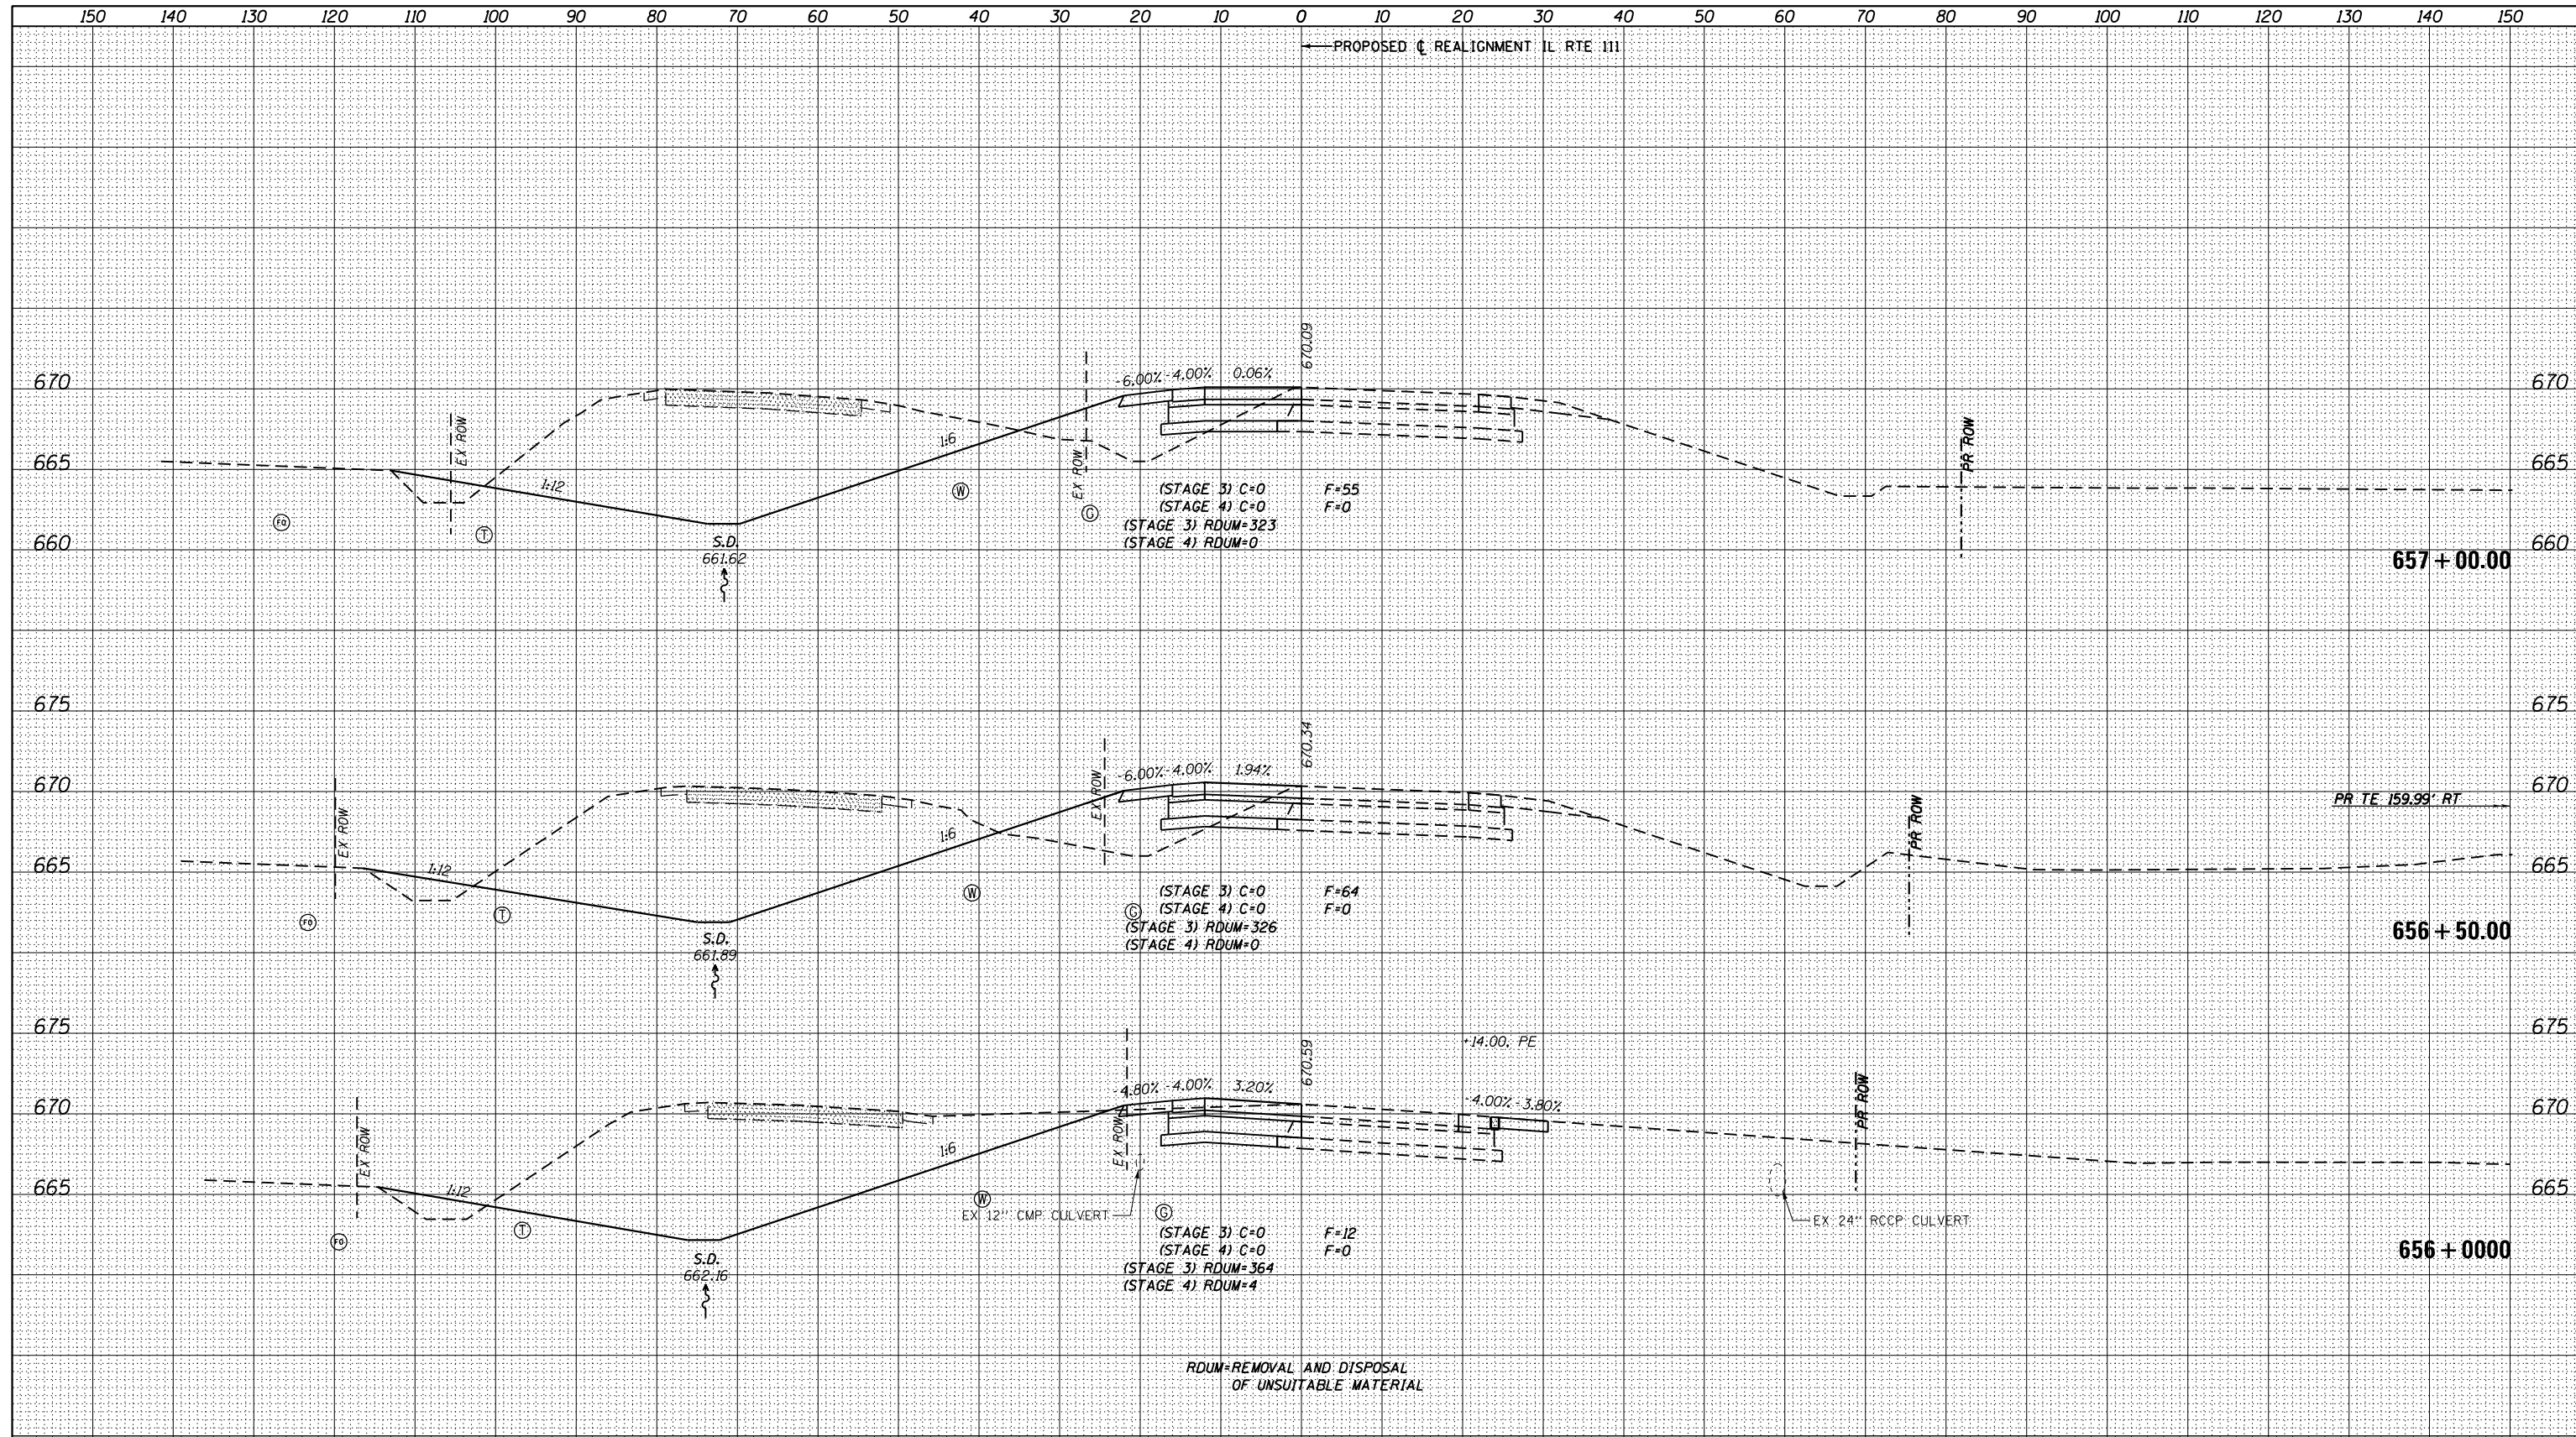 150 140 130 120 110 100 90 80 70 60 50 40 30 20 10 0 10 20 30 40 50 60 70 80 90 100 110 120 130 140 150
PROPOSED ℄ REALIGNMENT IL RTE 111
670.09
-6.00% -4.00% 0.06%
670 670
EX ROW
EX ROW
PR ROW
1:6
665 665
1:12
W
G
FO
T
(STAGE 3) C=0 F=55
(STAGE 4) C=0 F=0
(STAGE 3) RDUM=323
(STAGE 4) RDUM=0
660 660
S.D.
661.62
657+00.00
675 675
670.34
-6.00% -4.00% 1.94%
670 670
EX ROW
EX ROW
PR ROW
PR TE 159.99' RT
1:6
665 665
1:12
W
G
FO
T
(STAGE 3) C=0 F=64
(STAGE 4) C=0 F=0
(STAGE 3) RDUM=326
(STAGE 4) RDUM=0
S.D.
661.89
656+50.00
675 675
+14.00, PE
670.59
-4.80% -4.00% 3.20%
-4.00% -3.80%
670 670
EX ROW
EX ROW
PR ROW
1:6
665 665
1:12
W
EX 12" CMP CULVERT
G
EX 24" RCCP CULVERT
FO
T
(STAGE 3) C=0 F=12
(STAGE 4) C=0 F=0
(STAGE 3) RDUM=364
(STAGE 4) RDUM=4
S.D.
662.16
656+0000
RDUM=REMOVAL AND DISPOSAL
OF UNSUITABLE MATERIAL